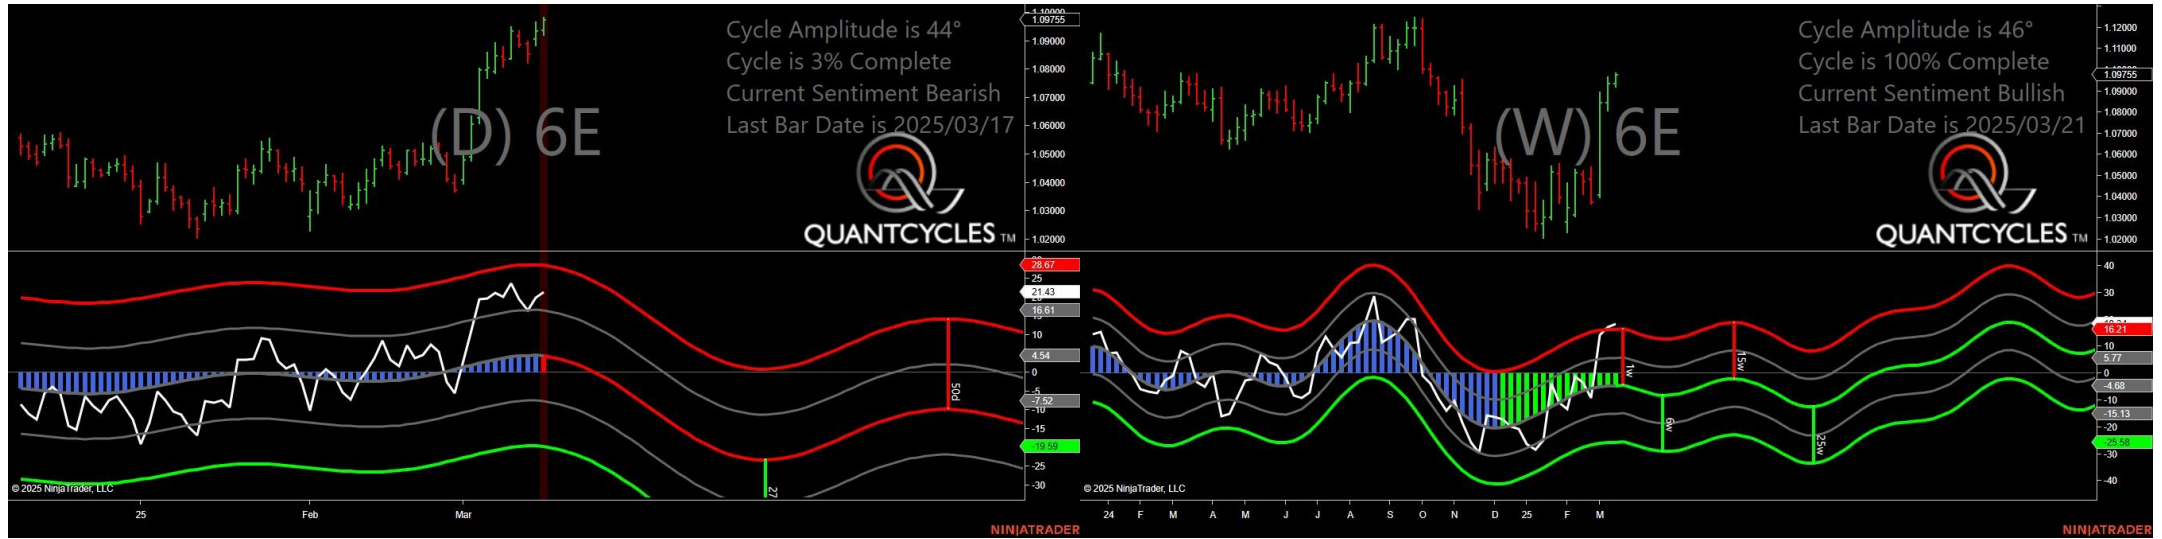 1.10000
1.09755
1.09000
1.08000
1.07000
1.06000
1.05000
1.04000
1.03000
1.02000
Cycle Amplitude is 44°
Cycle is 3% Complete
Current Sentiment Bearish
Last Bar Date is 2025/03/17
(D) 6E
QUANTCYCLES TM
28.67
25
21.43
16.61
10
4.54
0
-5
-7.52
-10
-15
-19.59
-25
-30
50d
27
© 2025 NinjaTrader, LLC
25 Feb Mar
NINJATRADER
1.12000
1.11000
1.09755
1.09000
1.08000
1.07000
1.06000
1.05000
1.04000
1.03000
1.02000
Cycle Amplitude is 46°
Cycle is 100% Complete
Current Sentiment Bullish
Last Bar Date is 2025/03/21
(W) 6E
QUANTCYCLES TM
40
30
16.21
10
5.77
0
-4.68
-10
-15.13
-20
-25.58
-30
-40
1w
6w
15w
25w
© 2025 NinjaTrader, LLC
24 F M A M J J A S O N D 25 F M
NINJATRADER